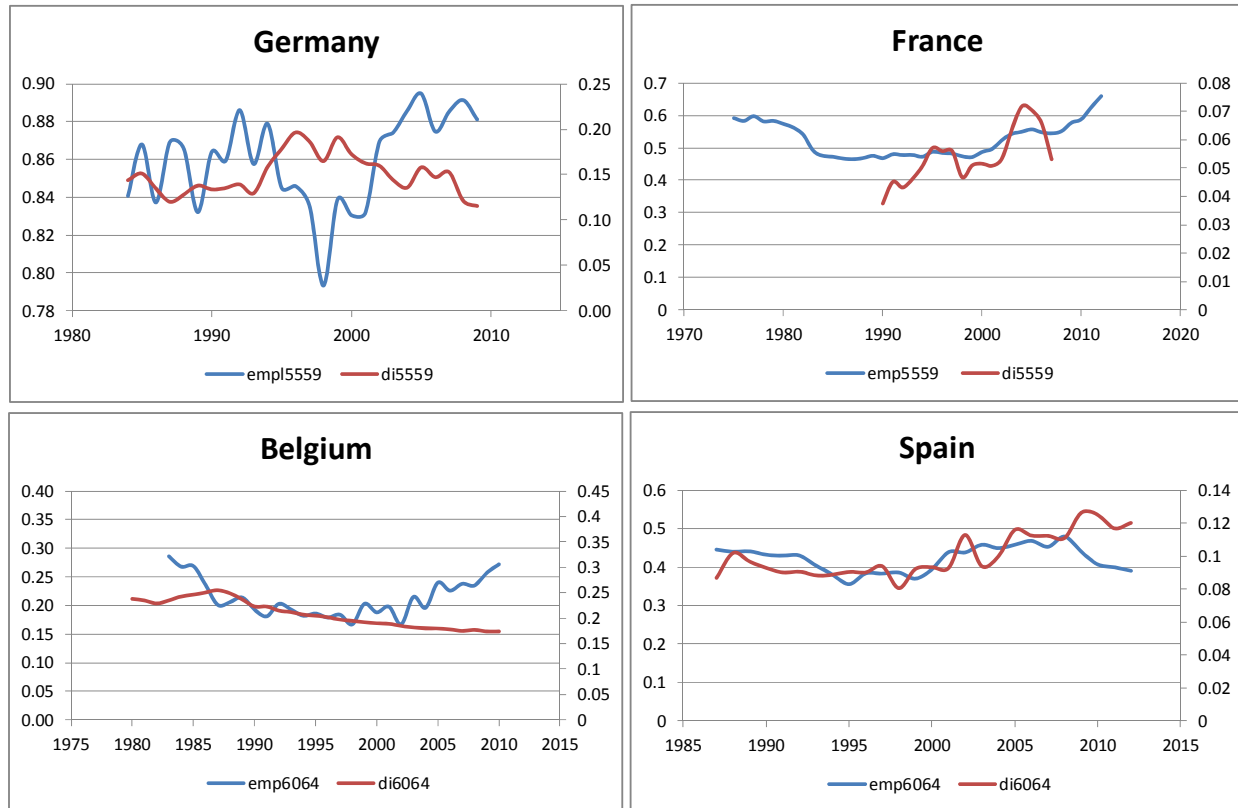 Germany
0.90 0.25
0.88 0.20
0.86 0.15
0.84 0.10
0.82 0.05
0.80 0.00
0.78
1980 1990 2000 2010
empl5559 di5559
France
0.7 0.08
0.6 0.07
0.5 0.06
0.4 0.05
0.3 0.04
0.2 0.03
0.1 0.02
0 0.01
0
1970 1980 1990 2000 2010 2020
emp5559 di5559
Belgium
0.40 0.45
0.35 0.4
0.30 0.35
0.25 0.3
0.20 0.25
0.15 0.2
0.10 0.15
0.05 0.1
0.00 0.05
0
1975 1980 1985 1990 1995 2000 2005 2010 2015
emp6064 di6064
Spain
0.6 0.14
0.5 0.12
0.4 0.1
0.3 0.08
0.2 0.06
0.1 0.04
0 0.02
0
1985 1990 1995 2000 2005 2010 2015
emp6064 di6064